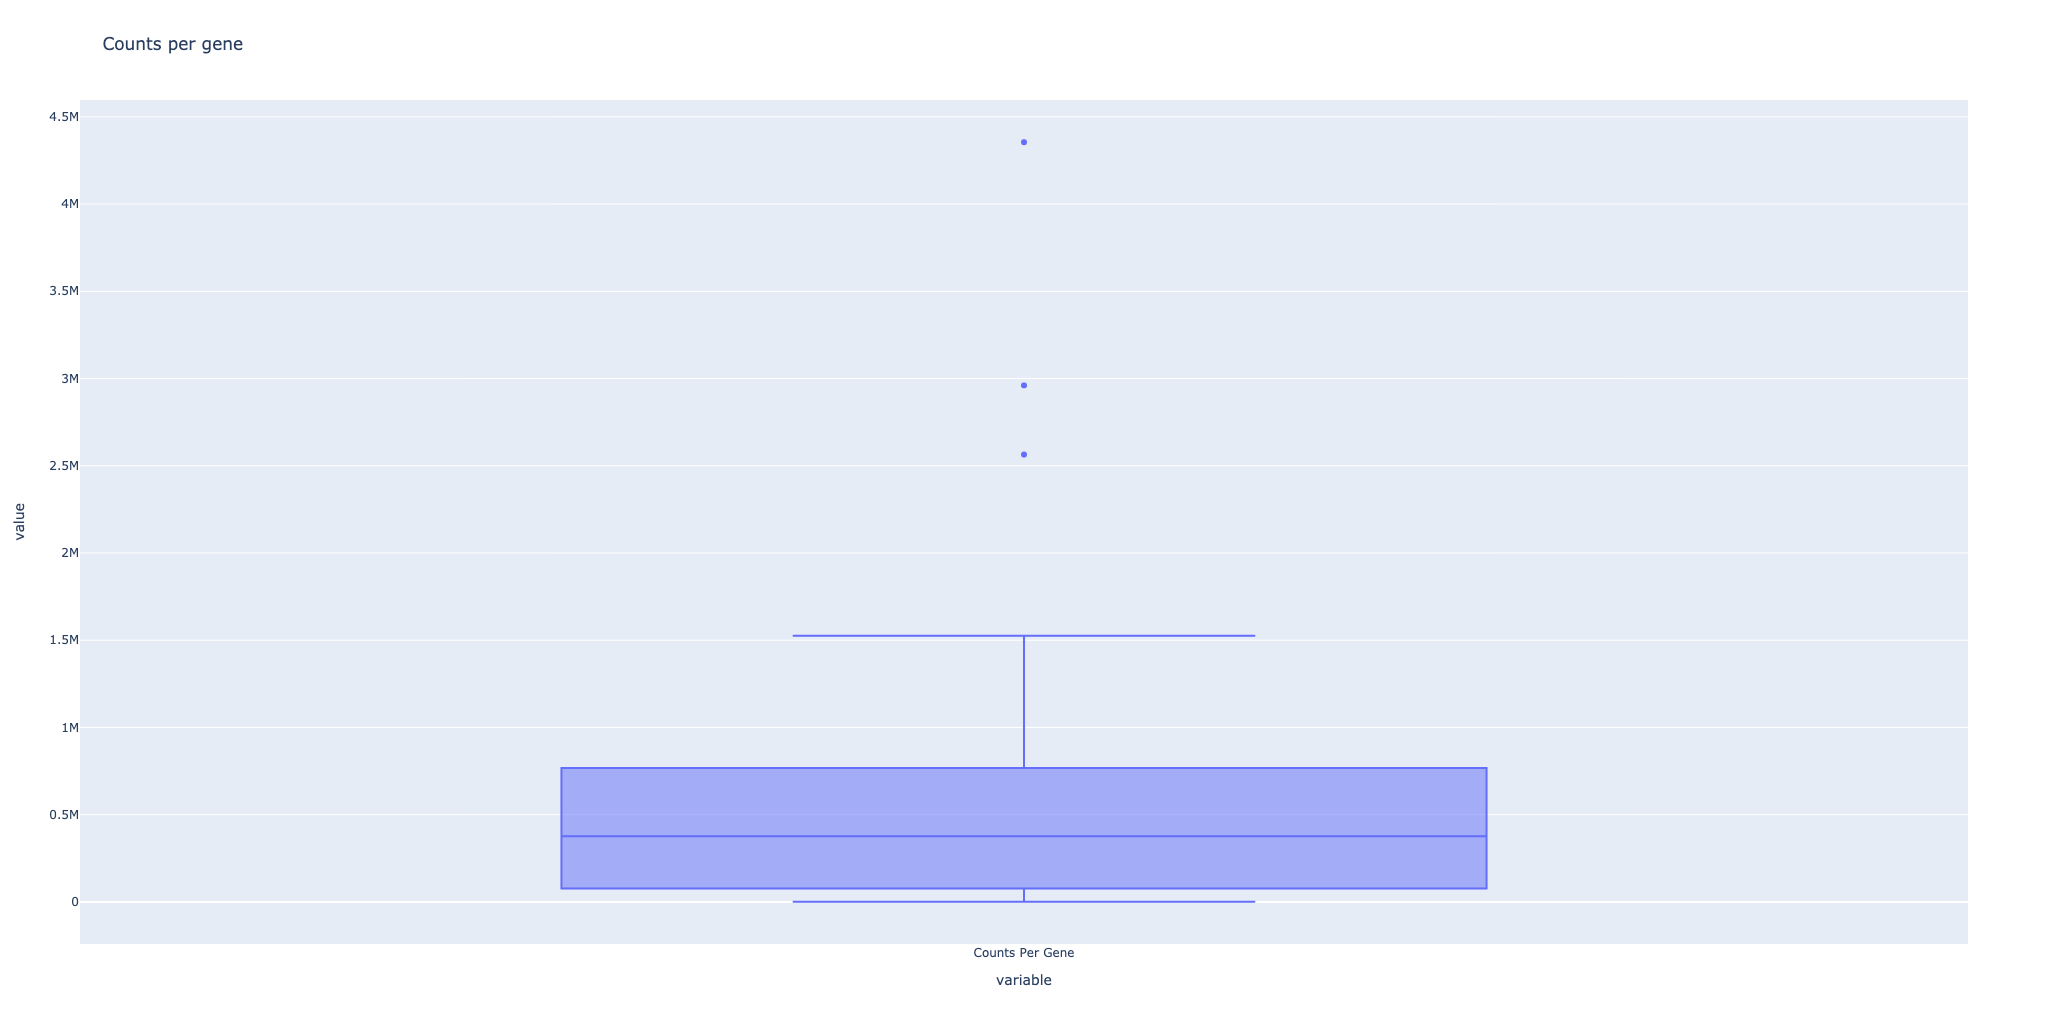 Counts per gene
4.5M
4M
3.5M
3M
2.5M
2M
1.5M
1M
0.5M
0
value
Counts Per Gene
variable